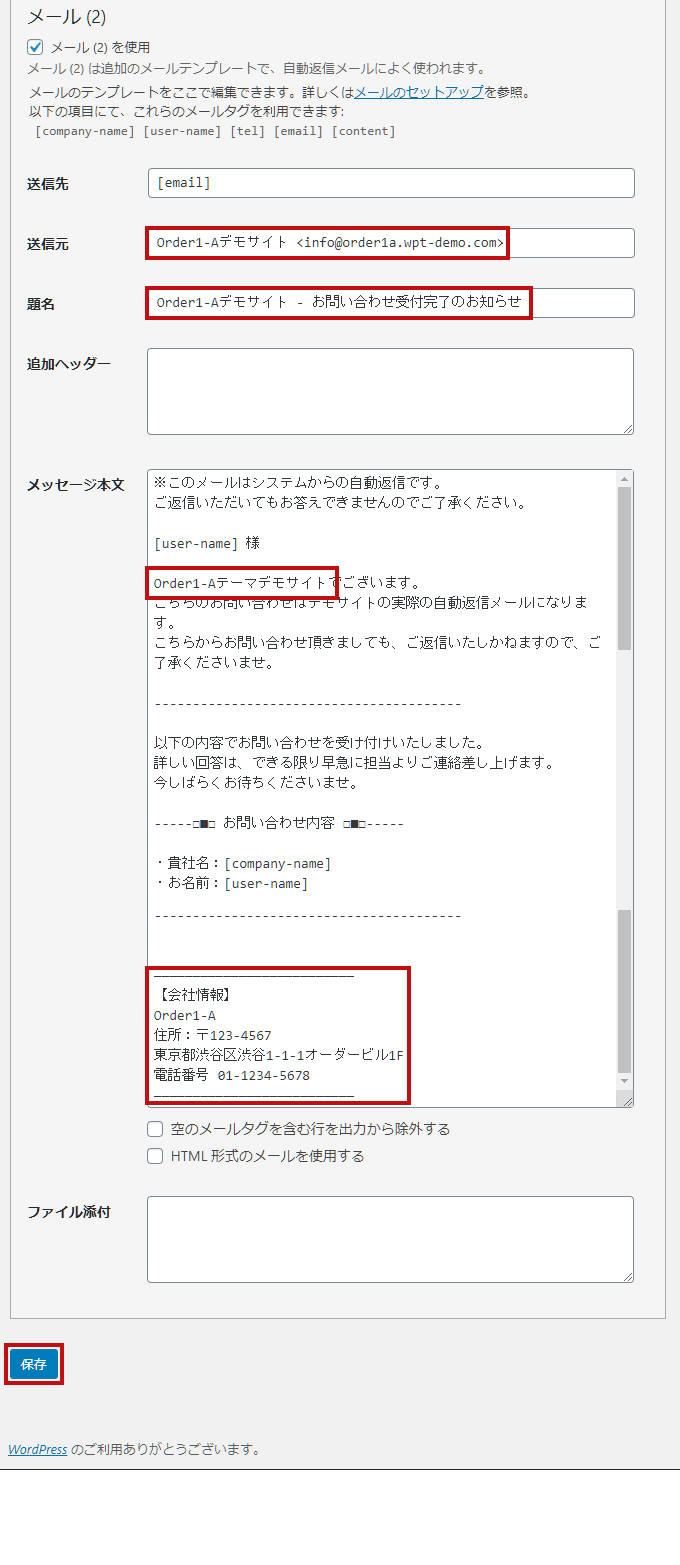 メール (2)
メール (2) を使用
メール (2) は追加のメールテンプレートで、自動返信メールによく使われます。
メールのテンプレートをここで編集できます。詳しくはメールのセットアップを参照。
以下の項目にて、これらのメールタグを利用できます:
[company-name] [user-name] [tel] [email] [content]
送信先
[email]
送信元
Order1-Aデモサイト <info@order1a.wpt-demo.com>
題名
Order1-Aデモサイト - お問い合わせ受付完了のお知らせ
追加ヘッダー
メッセージ本文
※このメールはシステムからの自動返信です。
ご返信いただいてもお答えできませんのでご了承ください。
[user-name] 様
Order1-Aテーマデモサイトでございます。
こちらのお問い合わせはデモサイトの実際の自動返信メールになりま
す。
こちらからお問い合わせ頂きましても、ご返信いたしかねますので、ご
了承くださいませ。
----------------------------------------
以下の内容でお問い合わせを受け付けいたしました。
詳しい回答は、できる限り早急に担当よりご連絡差し上げます。
今しばらくお待ちくださいませ。
-----□■□ お問い合わせ内容 □■□-----
・貴社名：[company-name]
・お名前：[user-name]
----------------------------------------
――――――――――――――――――――
【会社情報】
Order1-A
住所：〒123-4567
東京都渋谷区渋谷1-1-1オーダービル1F
電話番号 01-1234-5678
――――――――――――――――――――
空のメールタグを含む行を出力から除外する
HTML 形式のメールを使用する
ファイル添付
保存
WordPress のご利用ありがとうございます。